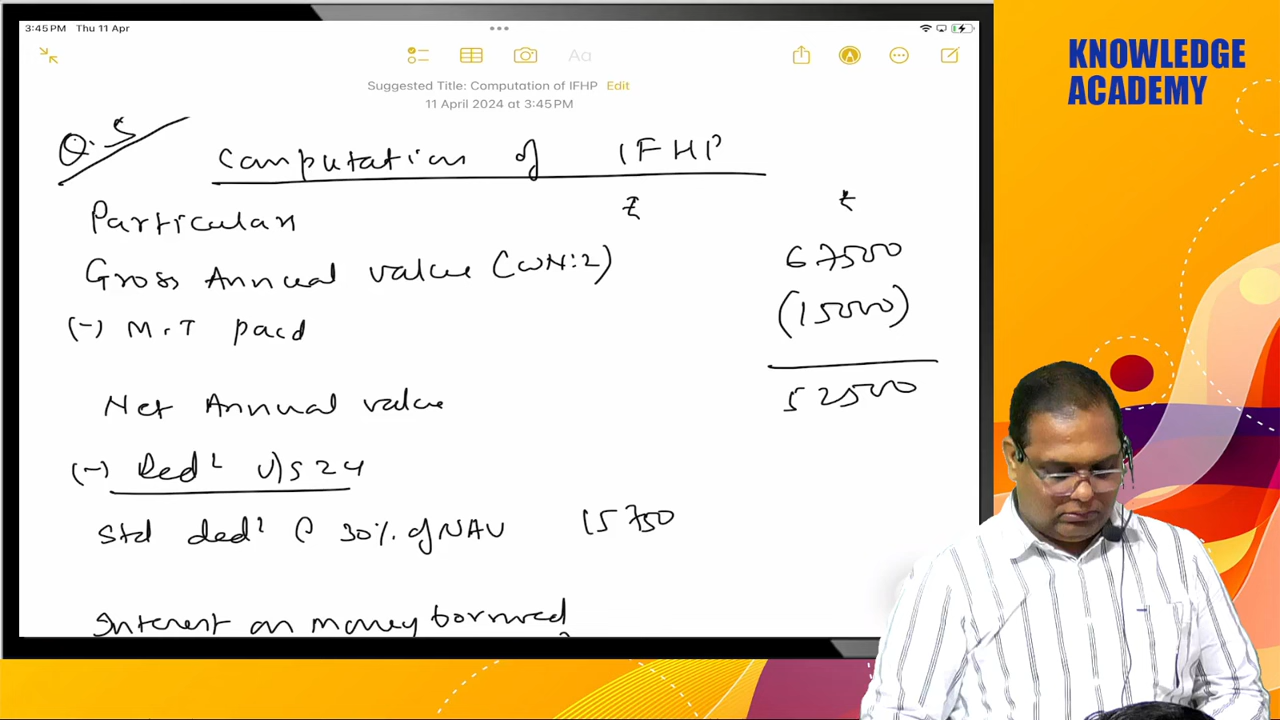 3:45 PM Thu 11 Apr
KNOWLEDGE
ACADEMY
Aa
Suggested Title: Computation of IFHP Edit
11 April 2024 at 3:45 PM
Q.5
Computation of IFHP
Particulars ₹ ₹
Gross Annual value (WN:2) 67500
(-) M.T paid (15000)
Net Annual value 52500
(-) Dedⁿ U/S 24
Std dedⁿ @ 30% of NAV 15750
Interest on money borrowed